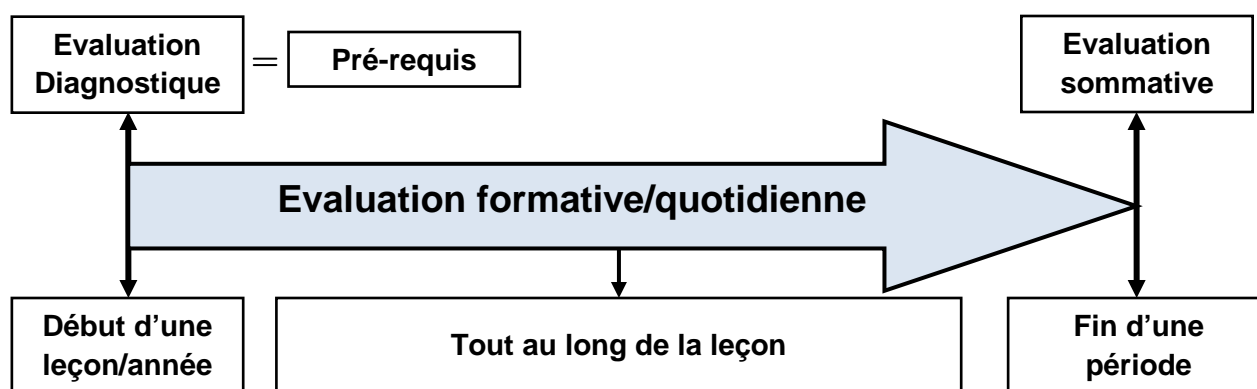 Evaluation
Diagnostique
=
Pré-requis
Evaluation
sommative
Evaluation formative/quotidienne
Début d’une
leçon/année
Tout au long de la leçon
Fin d’une
période